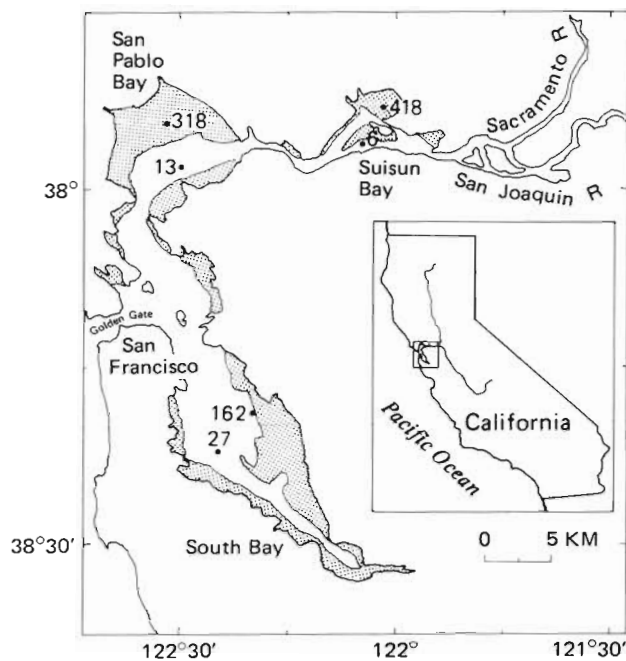 San
Pablo
Bay
318
13
418
6
Suisun
Bay
Sacramento R
San Joaquin R
38°
Golden Gate
San
Francisco
162
27
South Bay
California
Pacific Ocean
0 5 KM
38°30'
122°30' 122° 121°30'